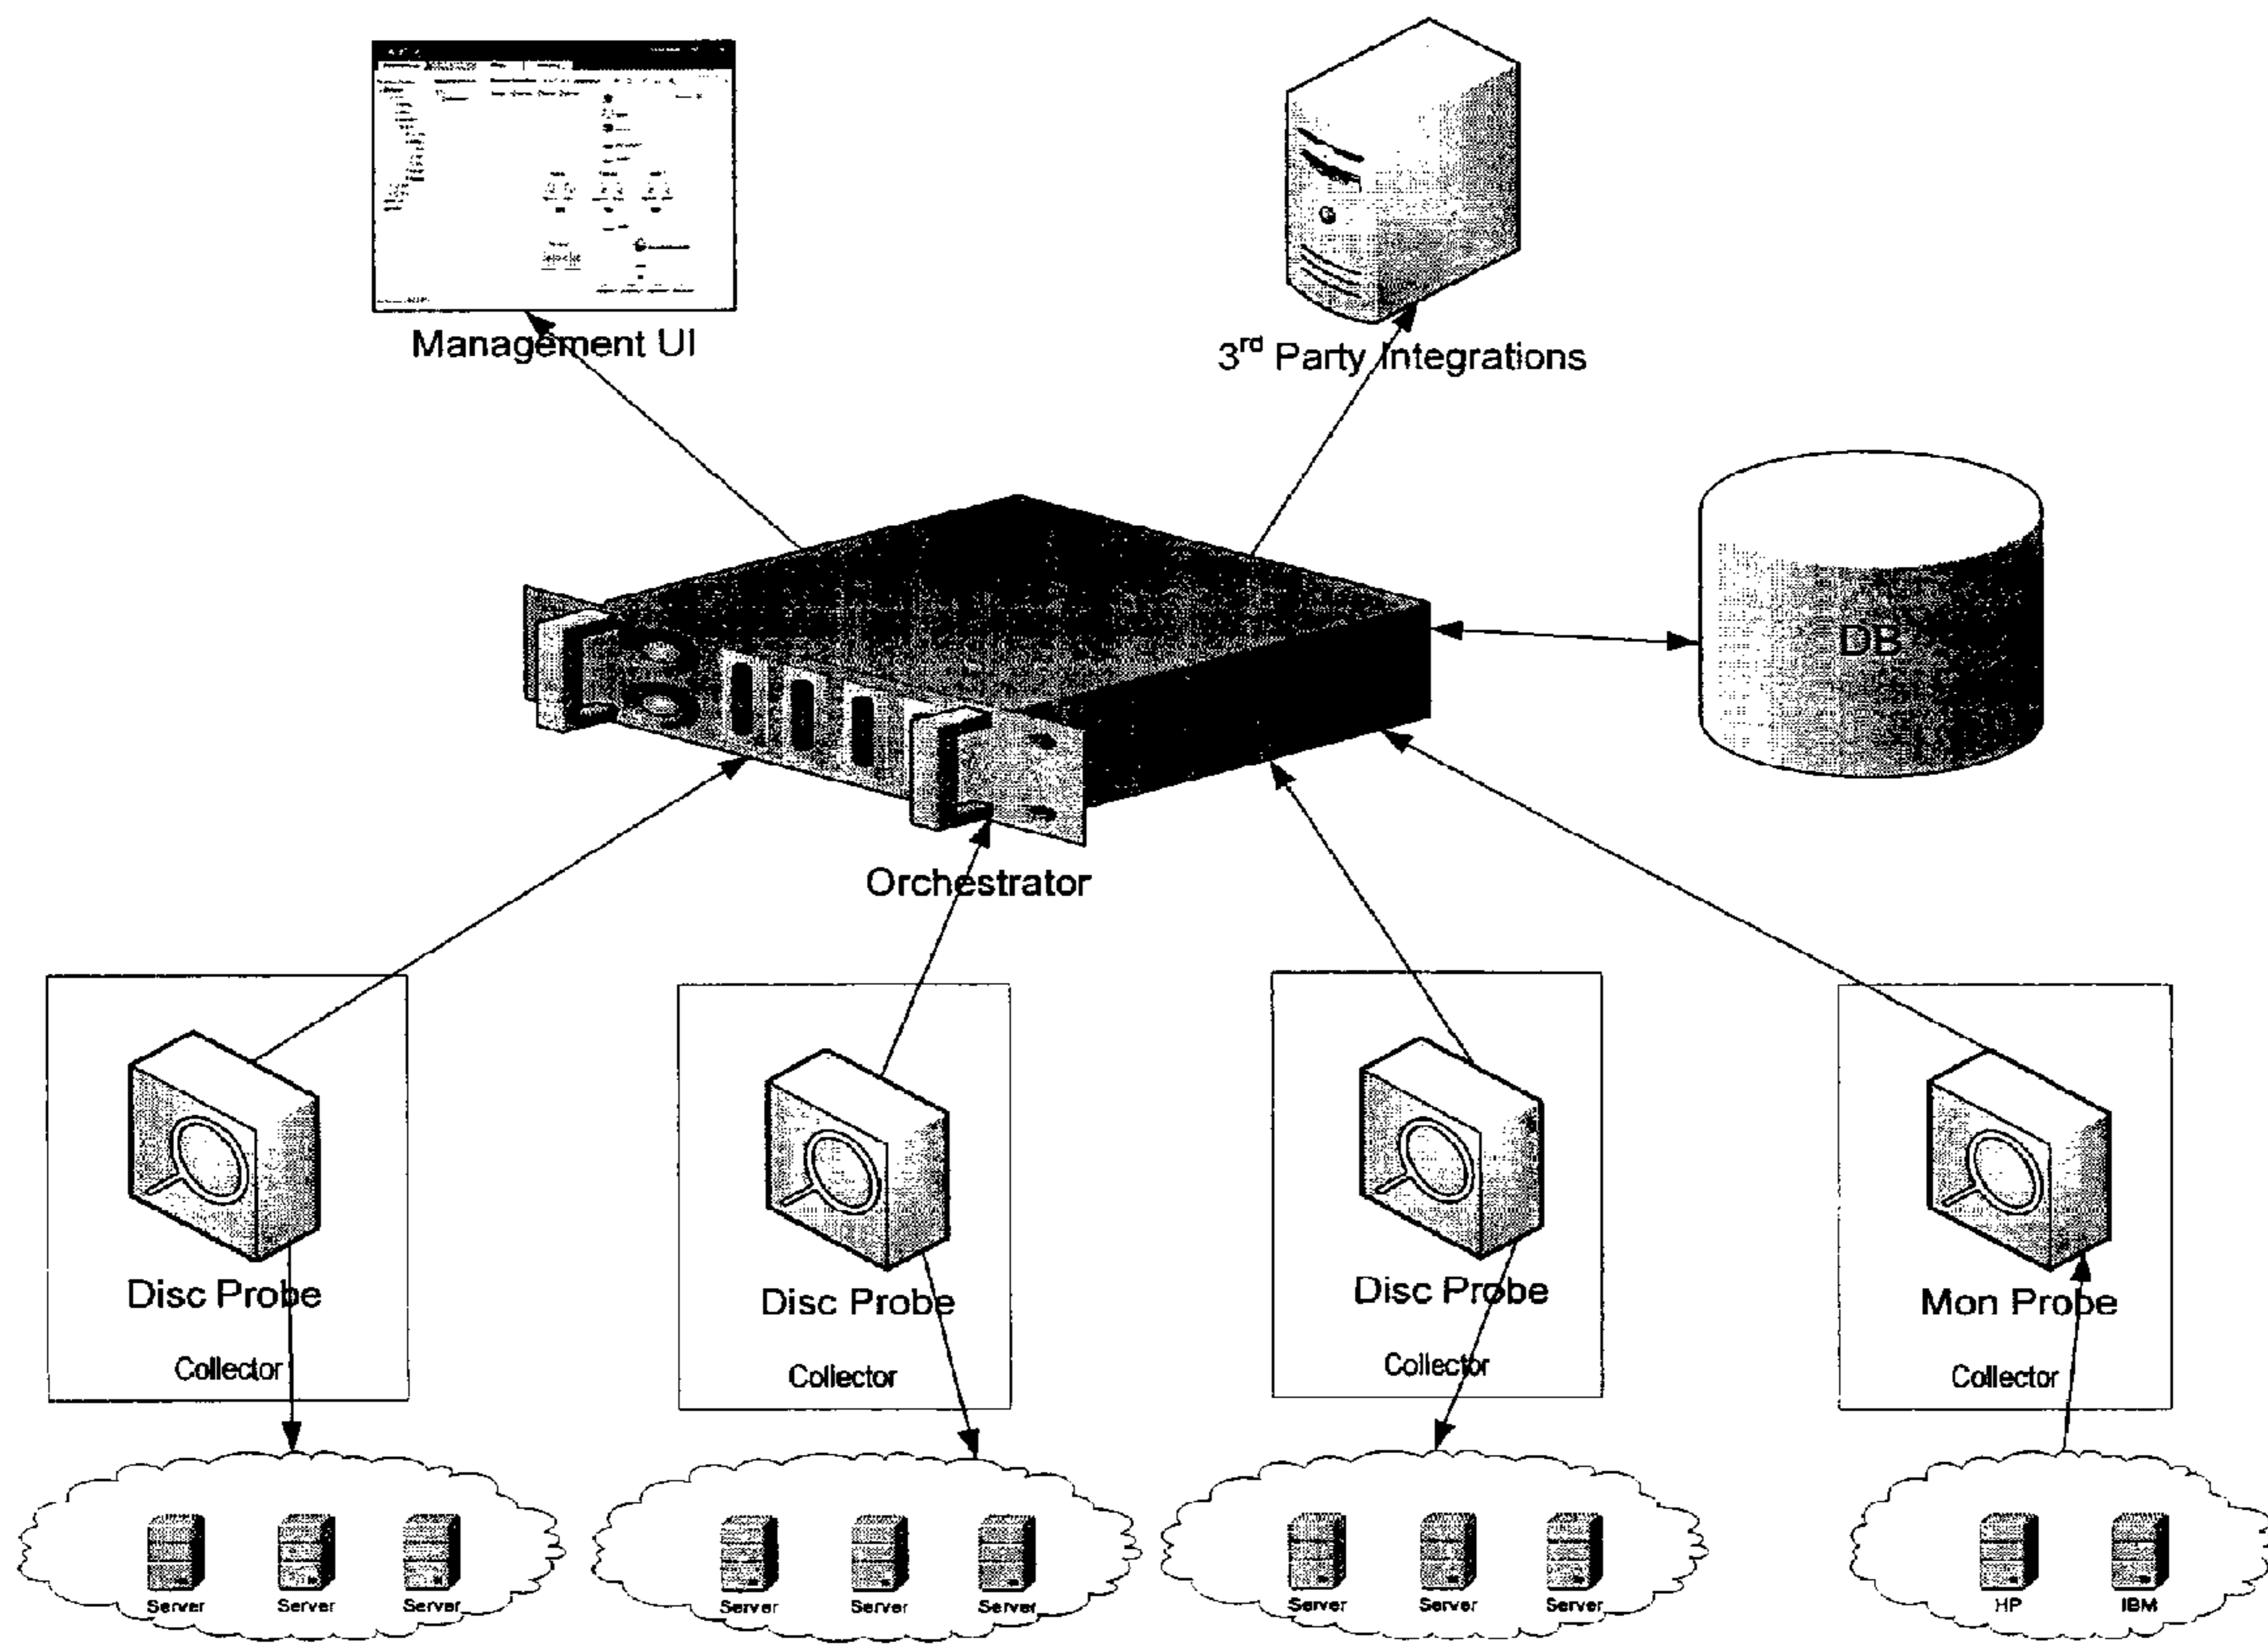 Management UI
3rd Party Integrations
DB
Orchestrator
Disc Probe
Collector
Disc Probe
Collector
Disc Probe
Collector
Mon Probe
Collector
Server Server Server
Server Server Server
Server Server Server
HP IBM